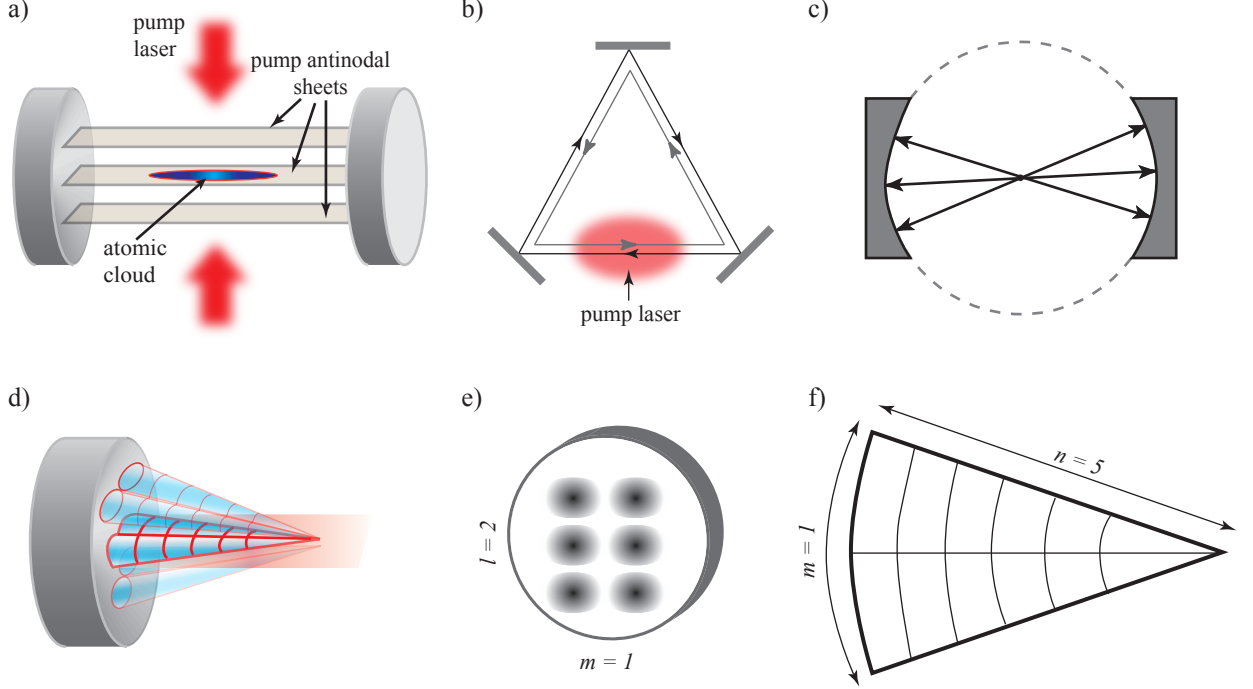 a)
pump
laser
pump antinodal
sheets
atomic
cloud
b)
pump laser
c)
d)
e)
l = 2
m = 1
f)
n = 5
m = 1